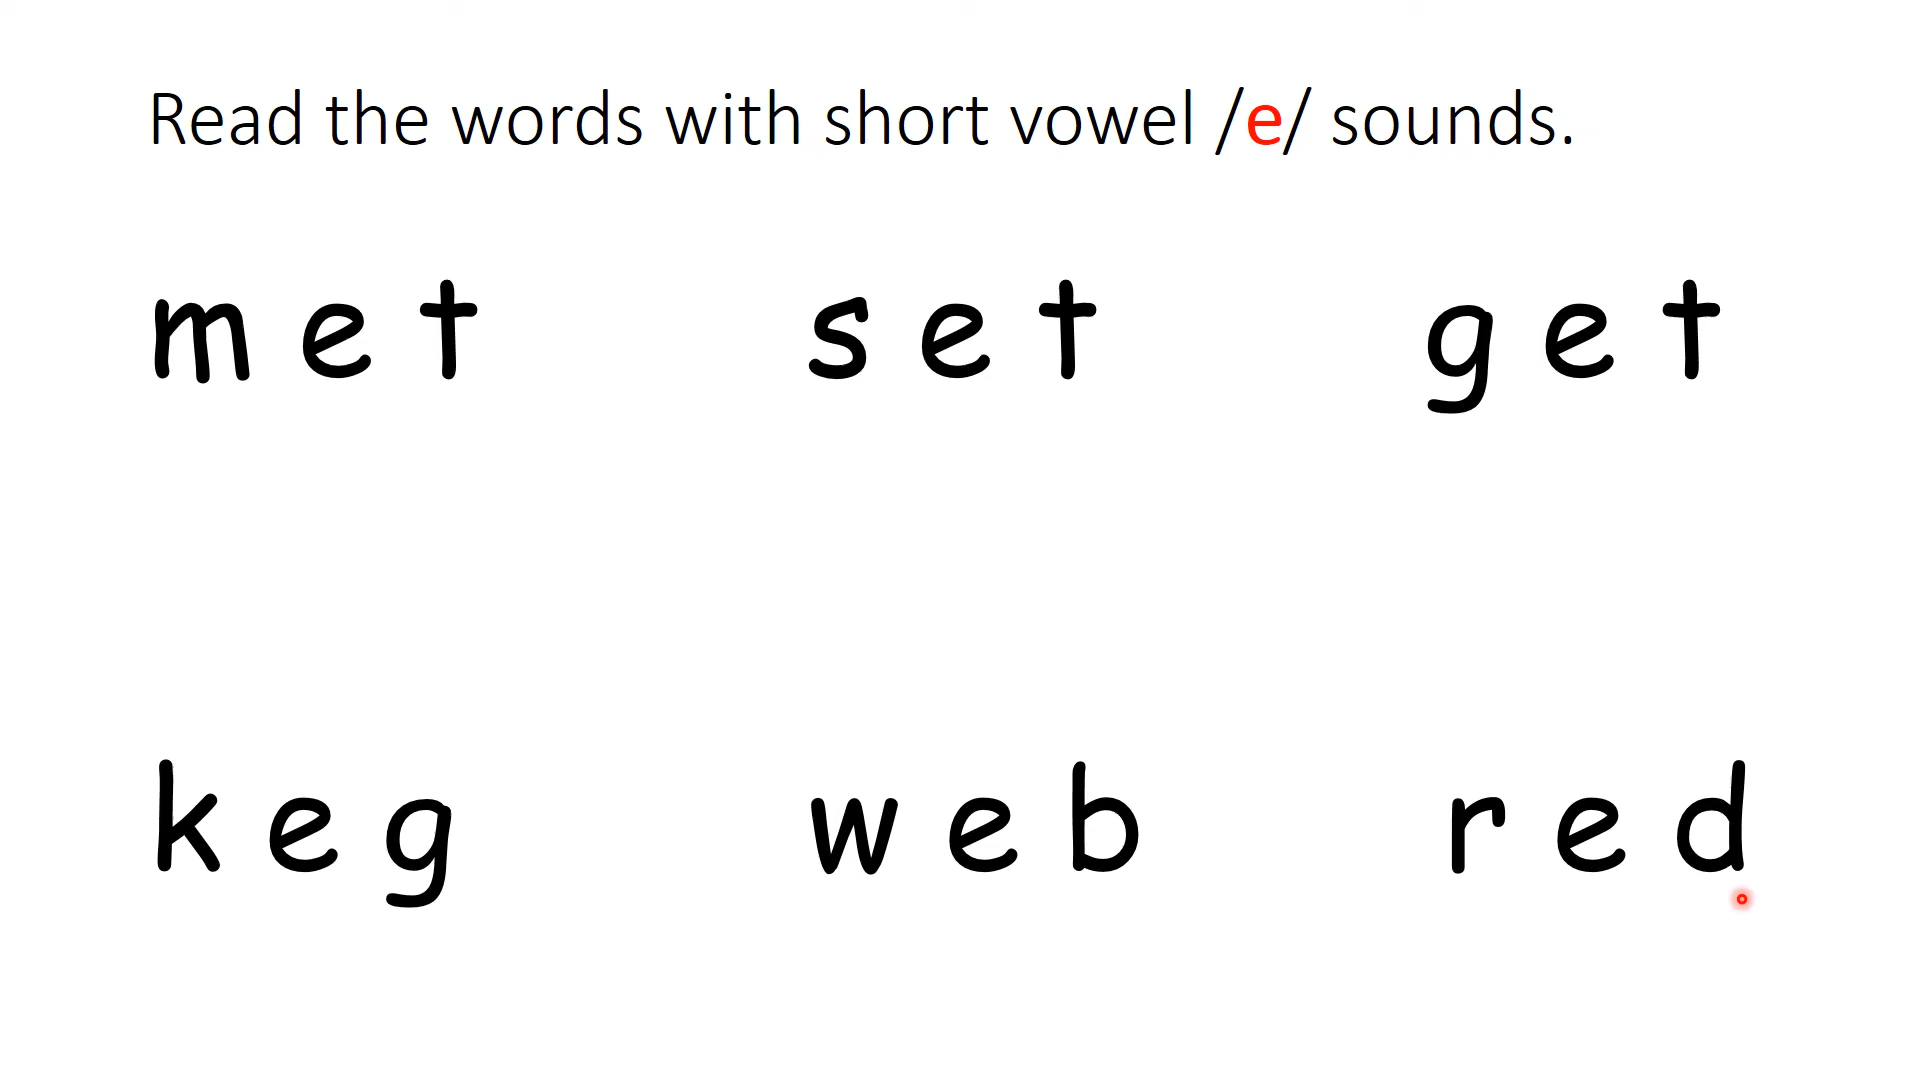 Read the words with short vowel /e/ sounds.
m e t s e t g e t
k e g w e b r e d